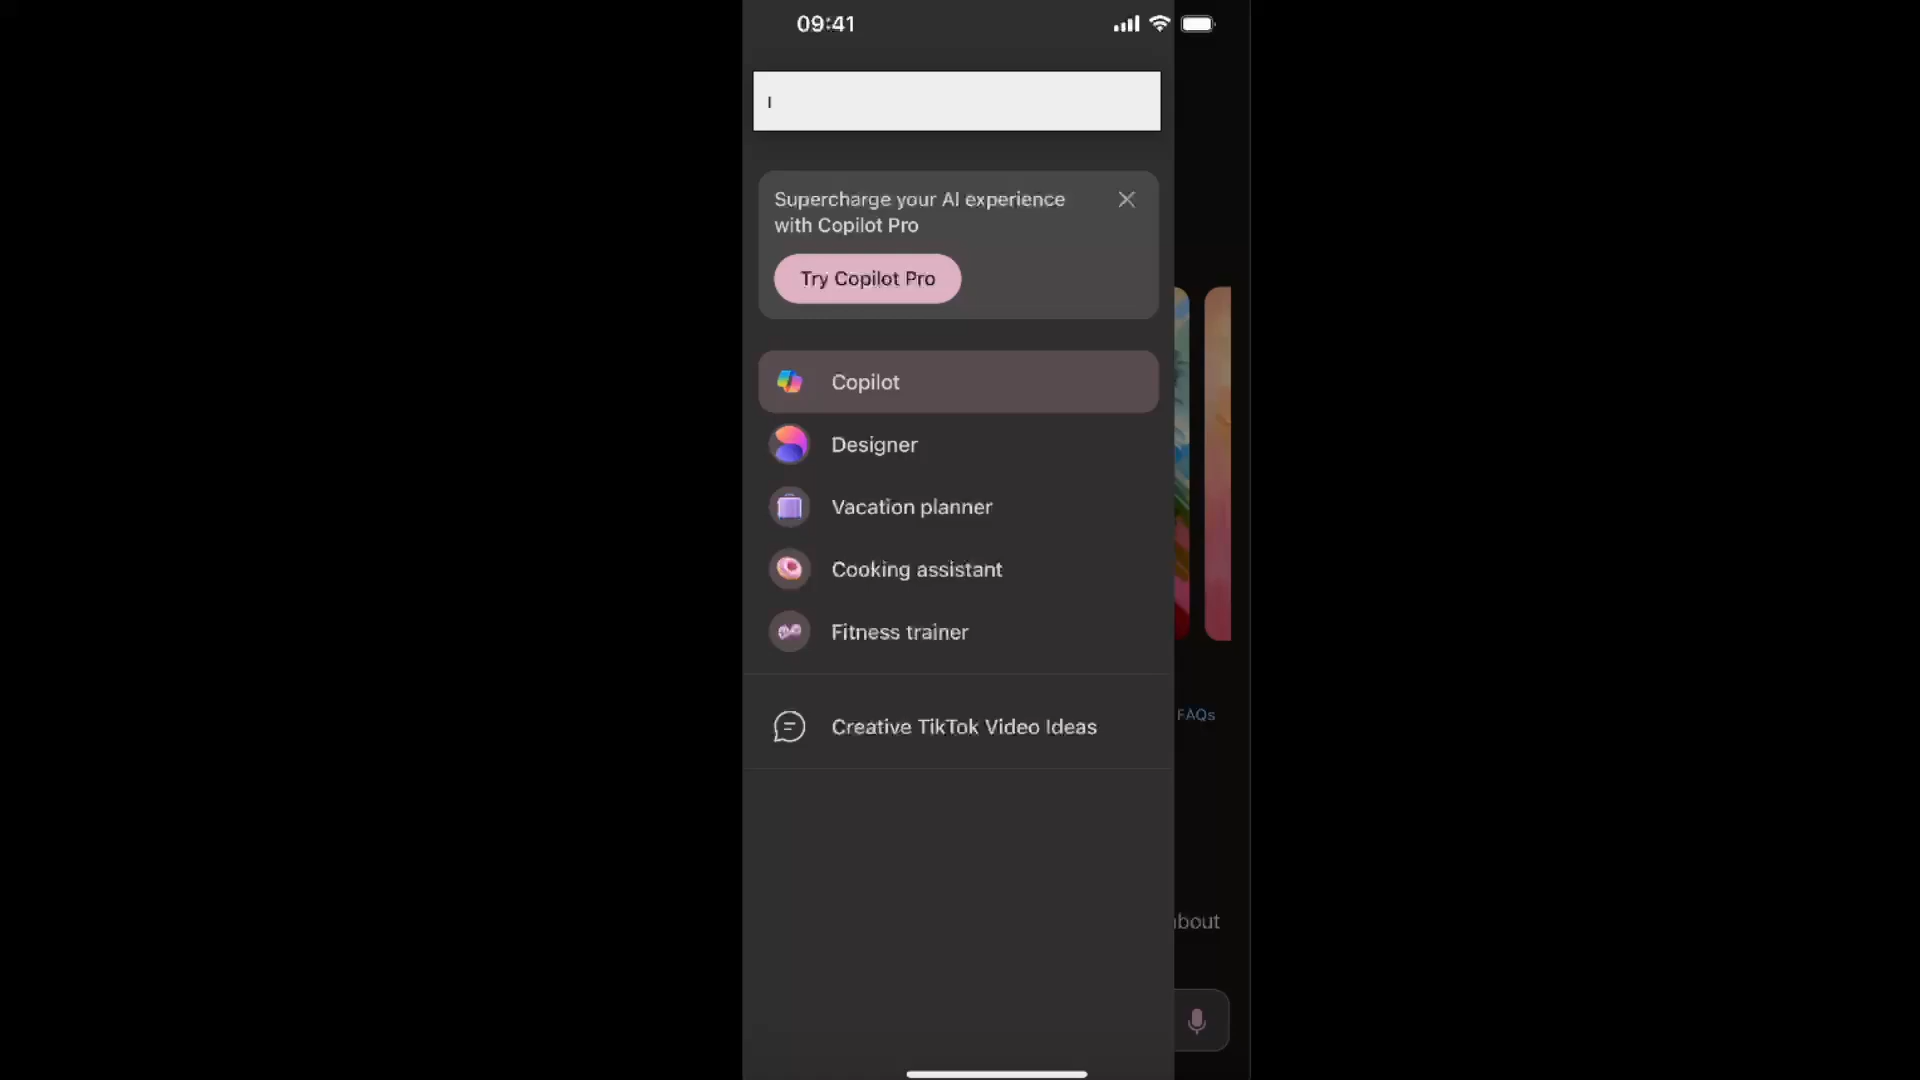 09:41
I
Supercharge your AI experience
with Copilot Pro
Try Copilot Pro
Copilot
Designer
Vacation planner
Cooking assistant
Fitness trainer
FAQs
Creative TikTok Video Ideas
about